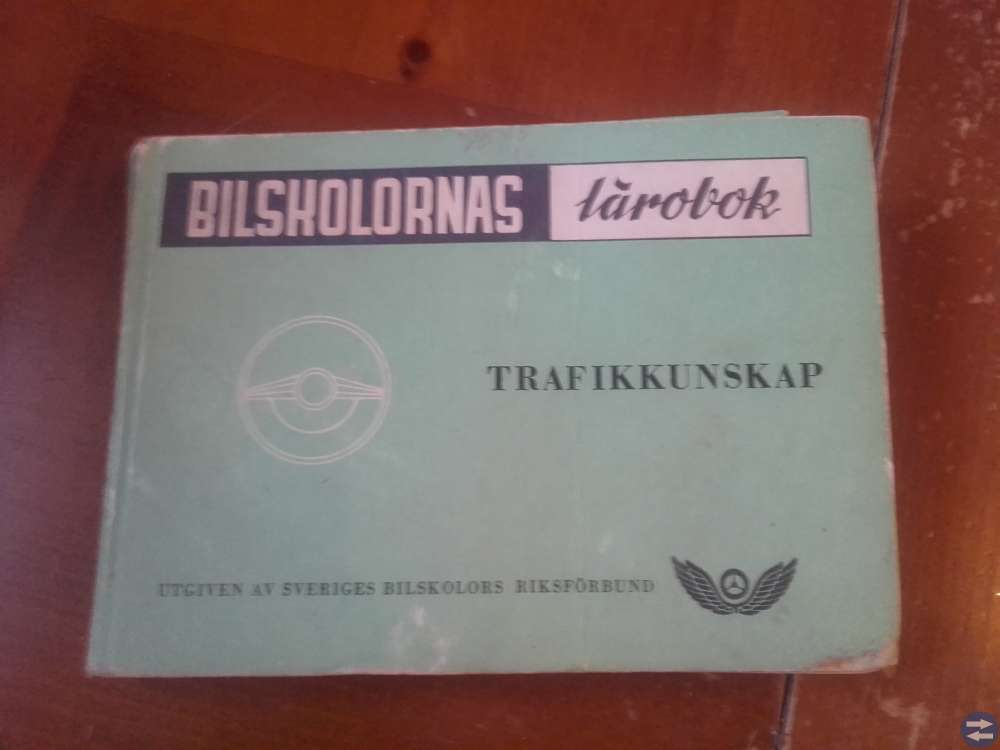 BILSKOLORNAS lärobok
TRAFIKKUNSKAP
UTGIVEN AV SVERIGES BILSKOLORS RIKSFÖRBUND